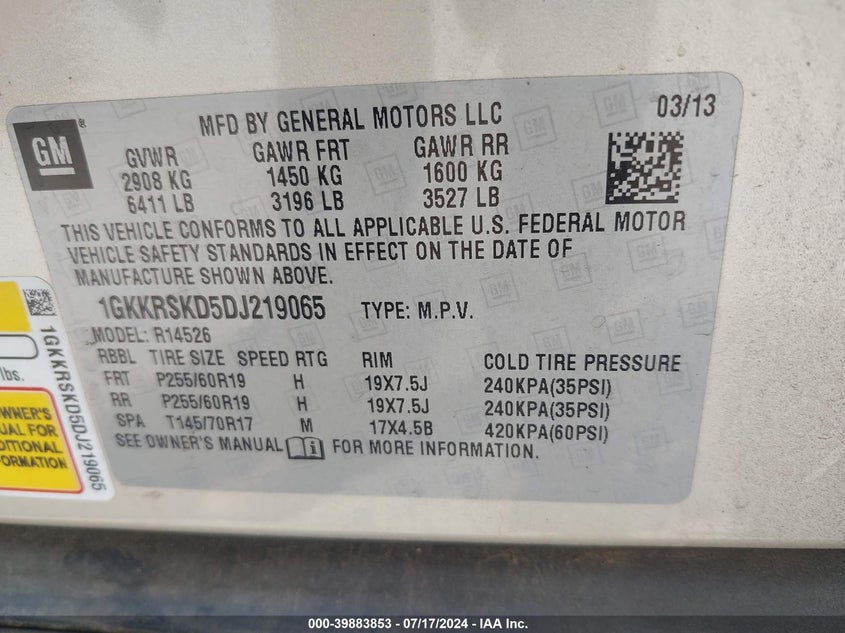 GM®
MFD BY GENERAL MOTORS LLC 03/13
GVWR GAWR FRT GAWR RR
2908 KG 1450 KG 1600 KG
6411 LB 3196 LB 3527 LB
THIS VEHICLE CONFORMS TO ALL APPLICABLE U.S. FEDERAL MOTOR
VEHICLE SAFETY STANDARDS IN EFFECT ON THE DATE OF
MANUFACTURE SHOWN ABOVE.
1GKKRSKD5DJ219065 TYPE: M.P.V.
MODEL: R14526
RBBL TIRE SIZE SPEED RTG RIM COLD TIRE PRESSURE
FRT P255/60R19 H 19X7.5J 240KPA(35PSI)
RR P255/60R19 H 19X7.5J 240KPA(35PSI)
SPA T145/70R17 M 17X4.5B 420KPA(60PSI)
SEE OWNER'S MANUAL i FOR MORE INFORMATION.
1GKKRSKD5DJ219065
lbs.
OWNER'S
FOR
000-39883853 - 07/17/2024 - IAA Inc.